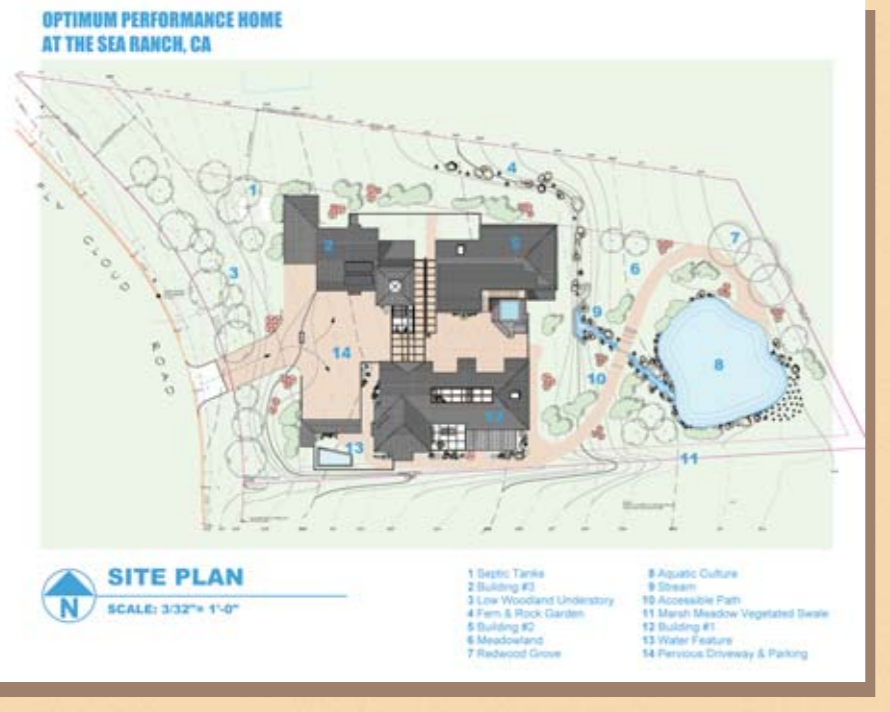 OPTIMUM PERFORMANCE HOME
AT THE SEA RANCH, CA
FLY CLOUD ROAD
1
2
3
4
5
6
7
8
9
10
11
12
13
14
N
SITE PLAN
SCALE: 3/32"= 1'-0"
1 Septic Tanks
2 Building #3
3 Low Woodland Understory
4 Fern & Rock Garden
5 Building #2
6 Meadowland
7 Redwood Grove
8 Aquatic Culture
9 Stream
10 Accessible Path
11 Marsh Meadow Vegetated Swale
12 Building #1
13 Water Feature
14 Pervious Driveway & Parking